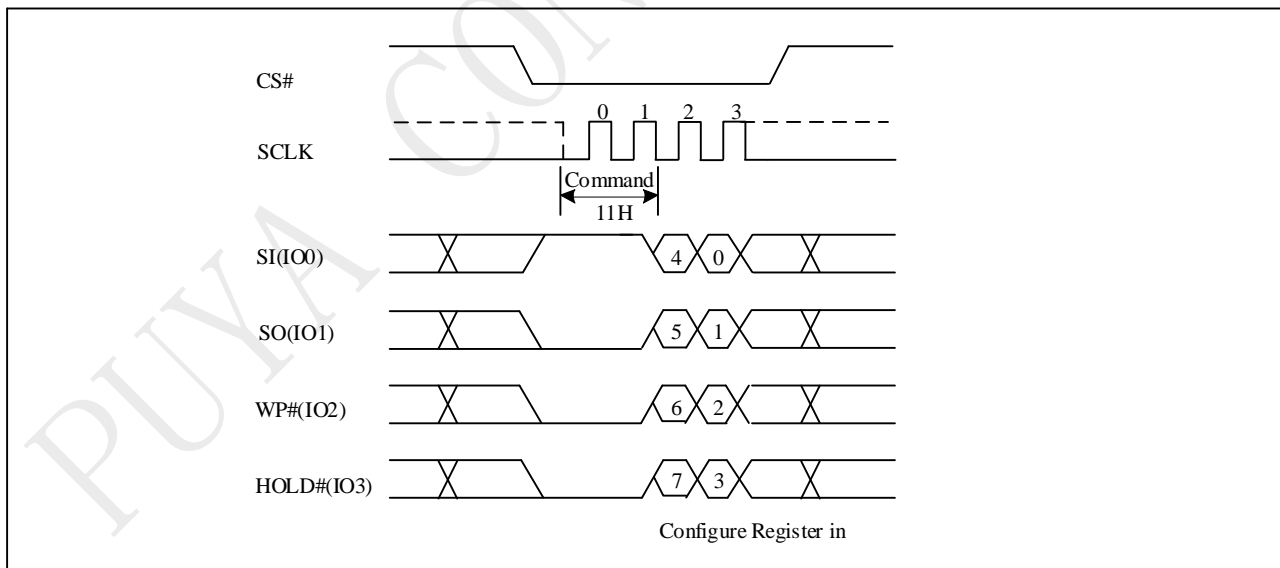 CS#
0 1 2 3
SCLK
Command
11H
SI(IO0)
4 0
SO(IO1)
5 1
WP#(IO2)
6 2
HOLD#(IO3)
7 3
Configure Register in
PUYA CON